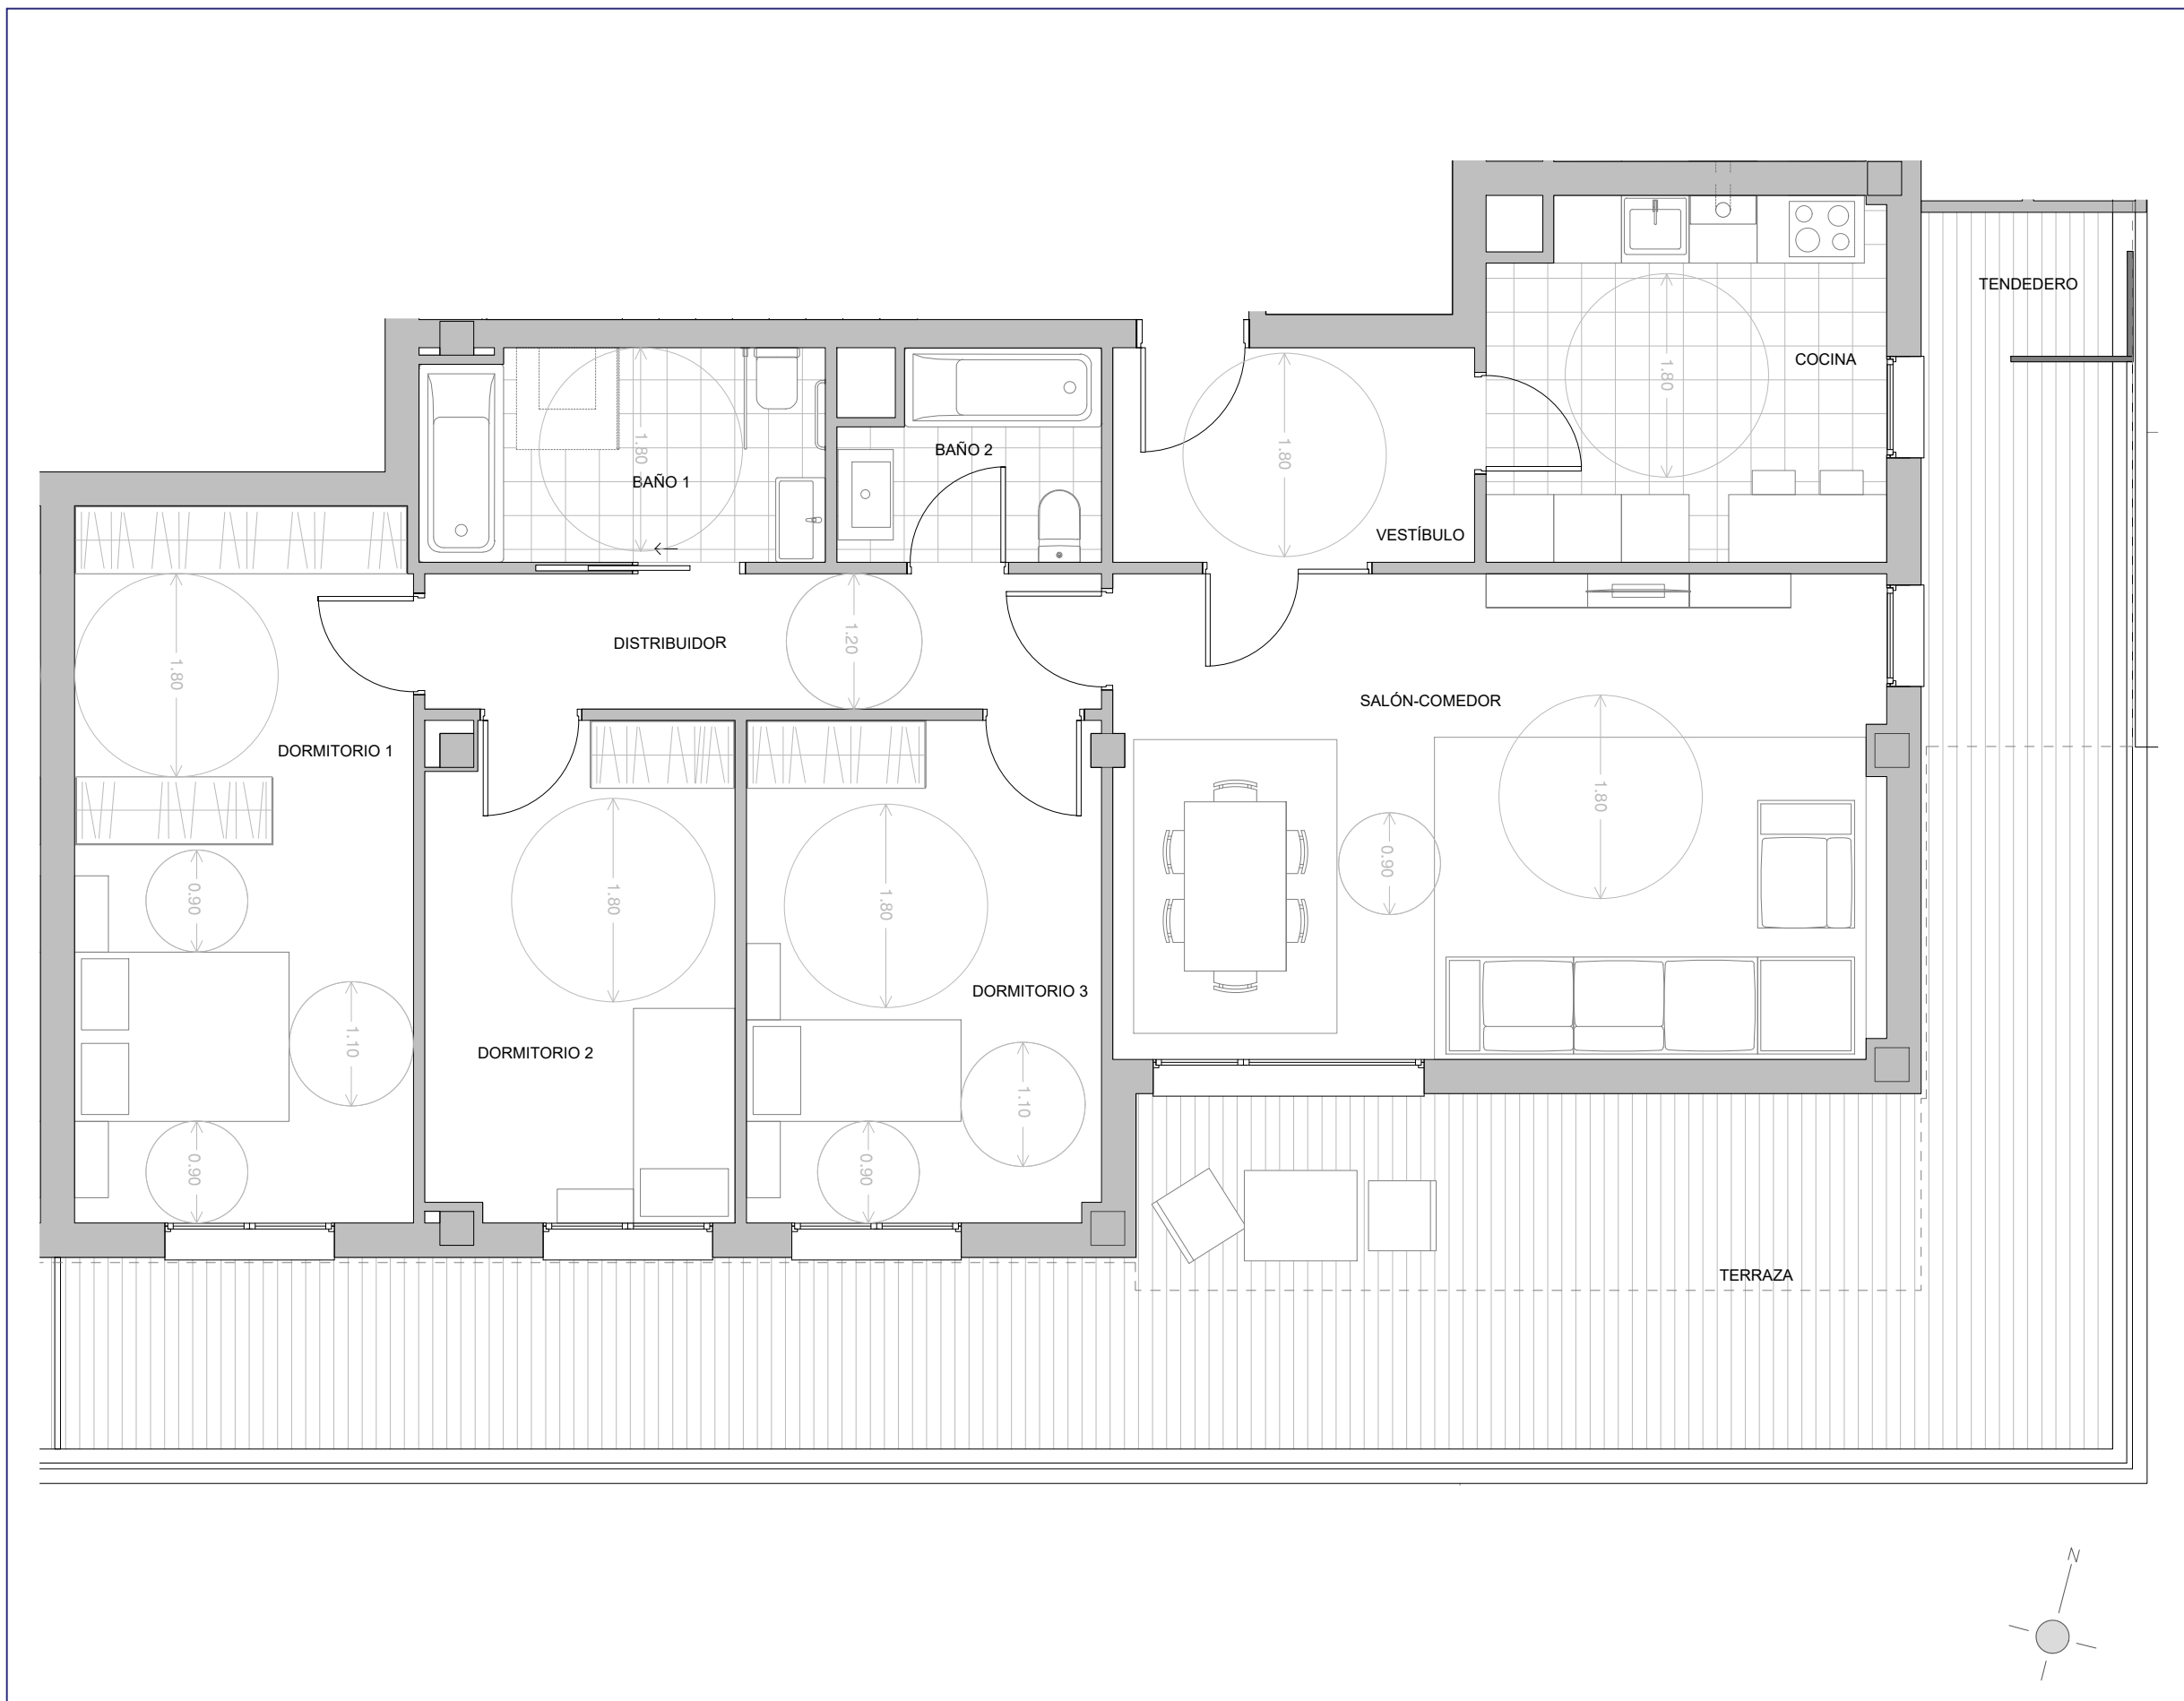 TENDEDERO
COCINA
1.80
BAÑO 2
1.80
1.80
BAÑO 1
VESTÍBULO
DISTRIBUIDOR
1.20
1.80
SALÓN-COMEDOR
DORMITORIO 1
1.80
0.90
1.80
1.80
0.90
DORMITORIO 3
1.10
DORMITORIO 2
1.10
0.90
0.90
TERRAZA
N